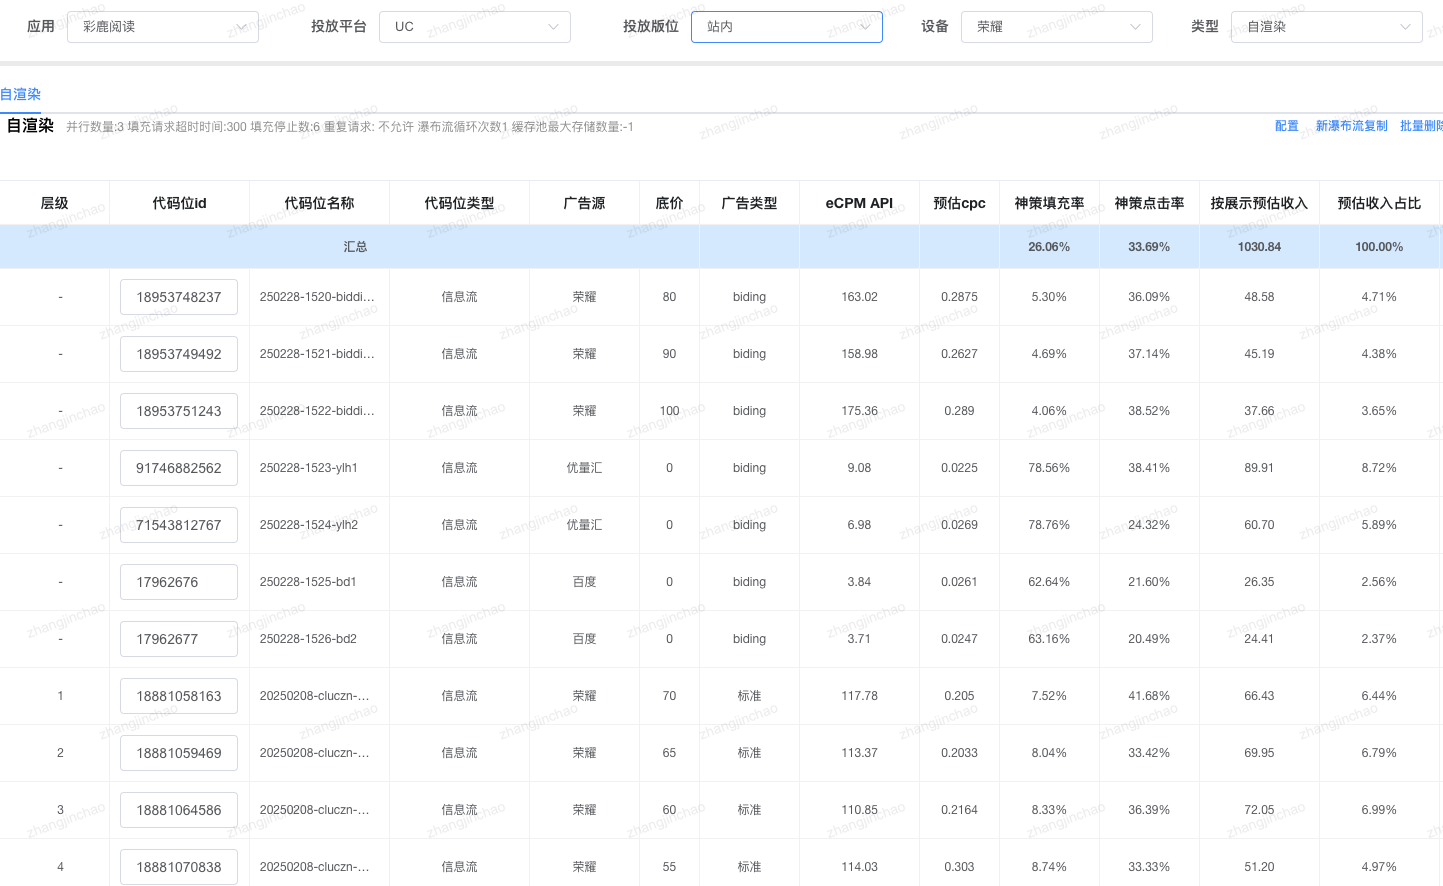 应用 彩鹿阅读 投放平台 UC 投放版位 站内 设备 荣耀 类型 自渲染
自渲染
自渲染 并行数量:3 填充请求超时时间:300 填充停止数:6 重复请求: 不允许 瀑布流循环次数1 缓存池最大存储数量:-1 配置 新瀑布流复制 批量删除
层级 代码位id 代码位名称 代码位类型 广告源 底价 广告类型 eCPM API 预估cpc 神策填充率 神策点击率 按展示预估收入 预估收入占比
汇总 26.06% 33.69% 1030.84 100.00%
- 18953748237 250228-1520-biddi... 信息流 荣耀 80 biding 163.02 0.2875 5.30% 36.09% 48.58 4.71%
- 18953749492 250228-1521-biddi... 信息流 荣耀 90 biding 158.98 0.2627 4.69% 37.14% 45.19 4.38%
- 18953751243 250228-1522-biddi... 信息流 荣耀 100 biding 175.36 0.289 4.06% 38.52% 37.66 3.65%
- 91746882562 250228-1523-ylh1 信息流 优量汇 0 biding 9.08 0.0225 78.56% 38.41% 89.91 8.72%
- 71543812767 250228-1524-ylh2 信息流 优量汇 0 biding 6.98 0.0269 78.76% 24.32% 60.70 5.89%
- 17962676 250228-1525-bd1 信息流 百度 0 biding 3.84 0.0261 62.64% 21.60% 26.35 2.56%
- 17962677 250228-1526-bd2 信息流 百度 0 biding 3.71 0.0247 63.16% 20.49% 24.41 2.37%
1 18881058163 20250208-cluczn-... 信息流 荣耀 70 标准 117.78 0.205 7.52% 41.68% 66.43 6.44%
2 18881059469 20250208-cluczn-... 信息流 荣耀 65 标准 113.37 0.2033 8.04% 33.42% 69.95 6.79%
3 18881064586 20250208-cluczn-... 信息流 荣耀 60 标准 110.85 0.2164 8.33% 36.39% 72.05 6.99%
4 18881070838 20250208-cluczn-... 信息流 荣耀 55 标准 114.03 0.303 8.74% 33.33% 51.20 4.97%
zhangjinchao